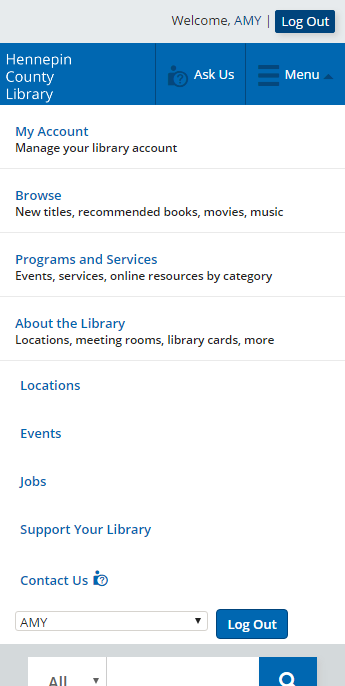 Welcome, AMY | Log Out
Hennepin
County
Library
Ask Us
Menu
My Account
Manage your library account
Browse
New titles, recommended books, movies, music
Programs and Services
Events, services, online resources by category
About the Library
Locations, meeting rooms, library cards, more
Locations
Events
Jobs
Support Your Library
Contact Us
AMY
Log Out
All